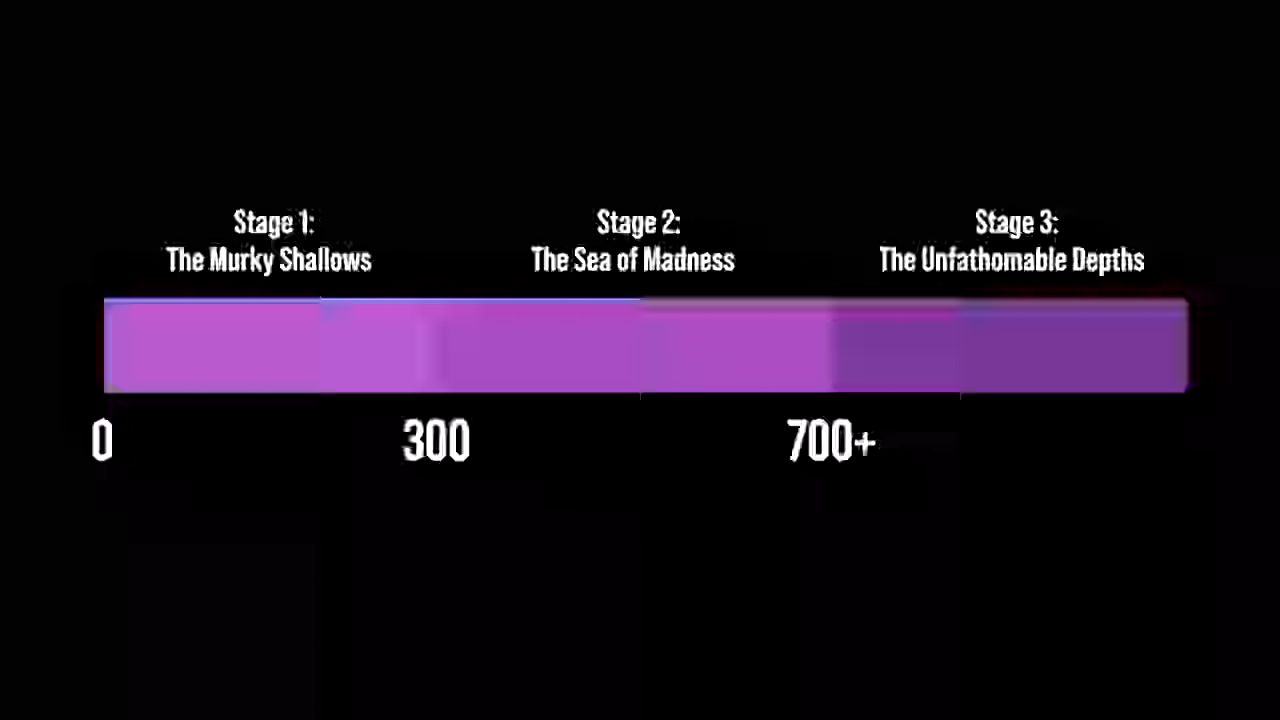 Stage 1:
The Murky Shallows
Stage 2:
The Sea of Madness
Stage 3:
The Unfathomable Depths
0
300
700+